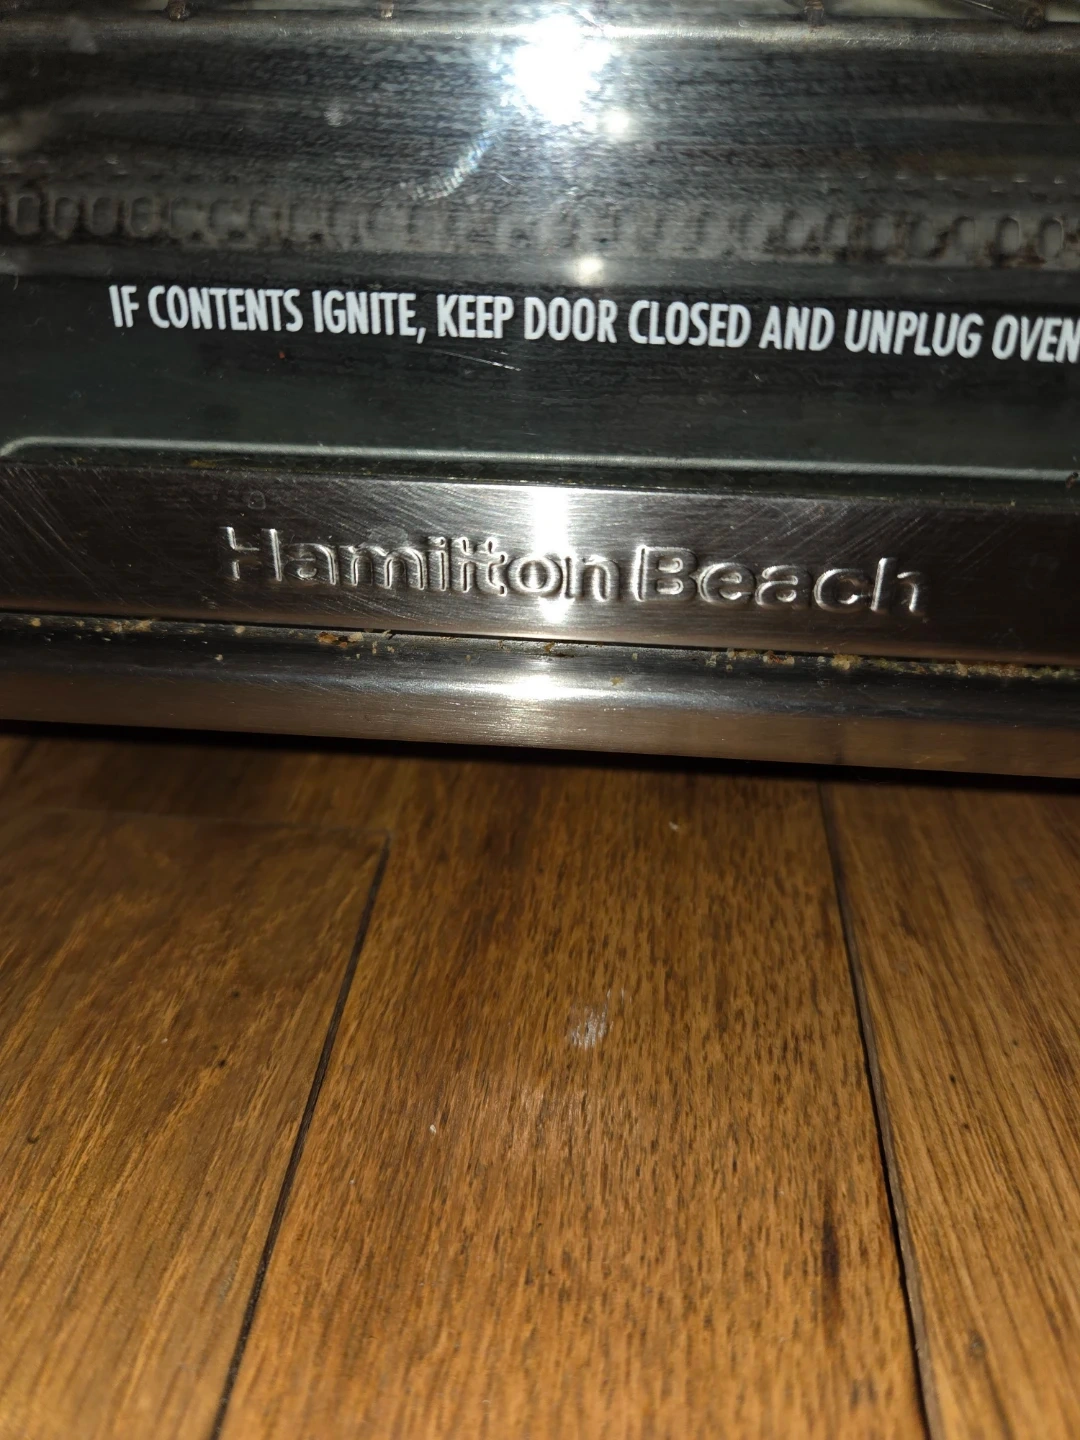 IF CONTENTS IGNITE, KEEP DOOR CLOSED AND UNPLUG OVEN
Hamilton Beach